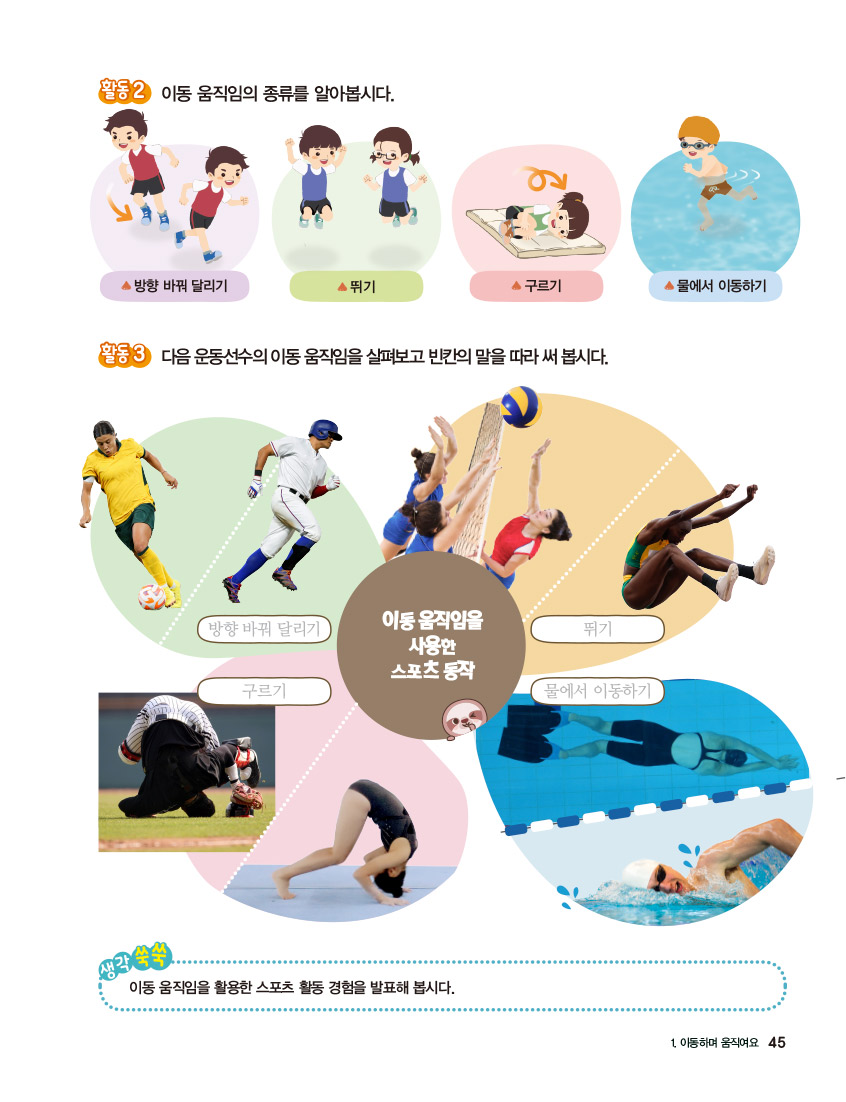 활동 2 이동 움직임의 종류를 알아봅시다.
▲ 방향 바꿔 달리기
▲ 뛰기
▲ 구르기
▲ 물에서 이동하기
활동 3 다음 운동선수의 이동 움직임을 살펴보고 빈칸의 말을 따라 써 봅시다.
이동 움직임을
사용한
스포츠 동작
방향 바꿔 달리기
뛰기
구르기
물에서 이동하기
생각 쑥쑥
이동 움직임을 활용한 스포츠 활동 경험을 발표해 봅시다.
1. 이동하며 움직여요 45